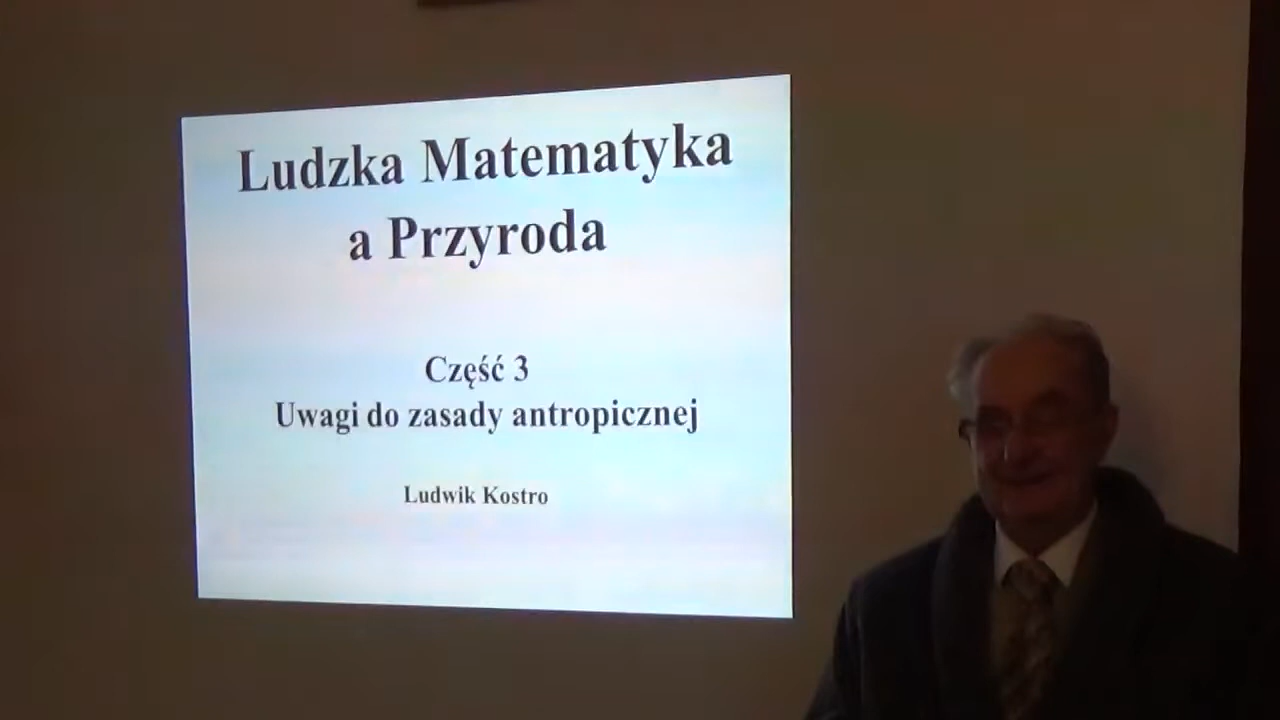 Ludzka Matematyka
a Przyroda
Część 3
Uwagi do zasady antropicznej
Ludwik Kostro